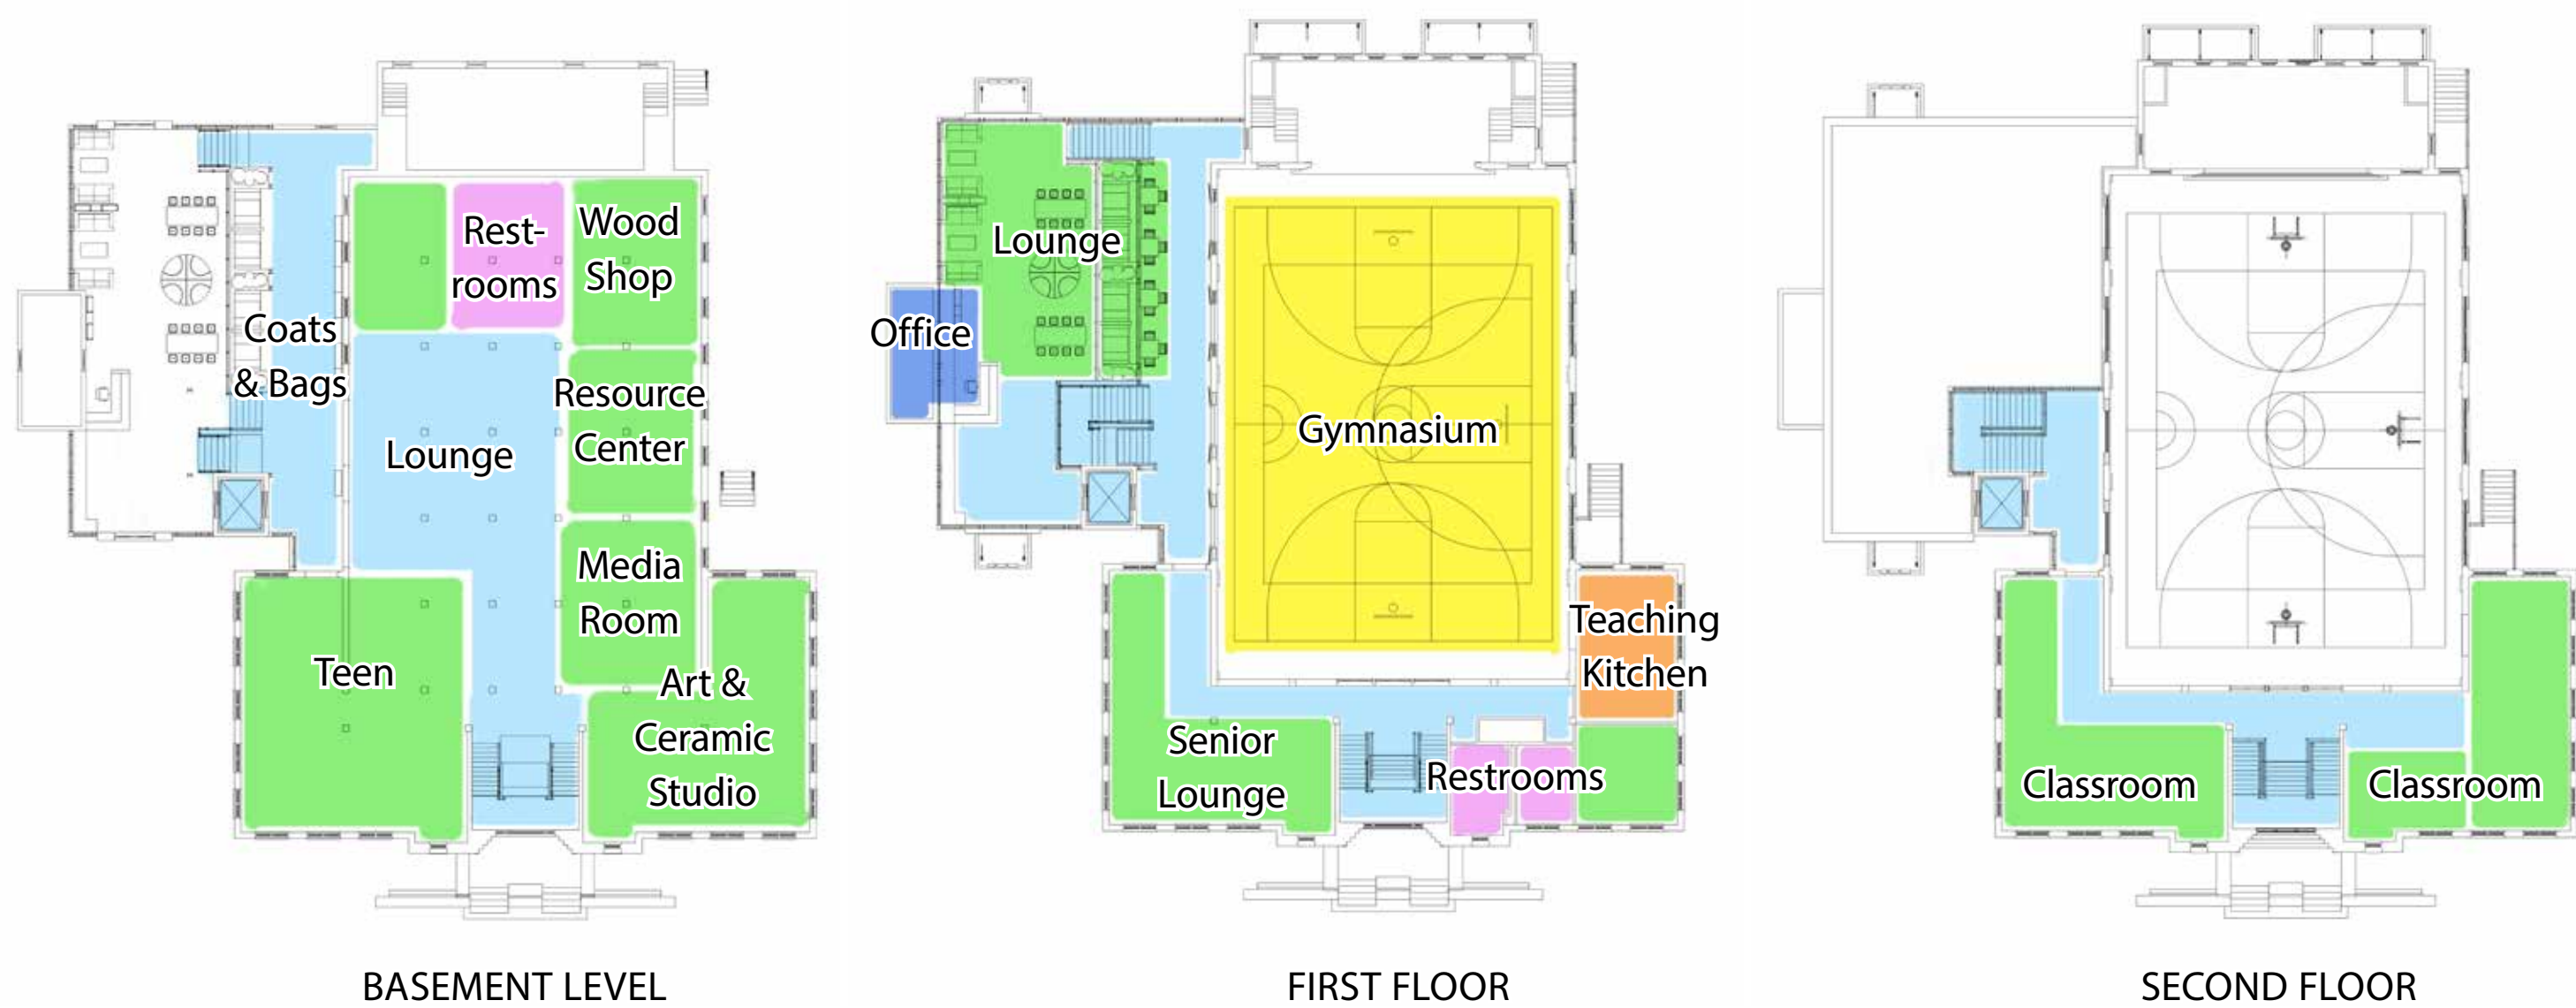 Rest-
rooms
Wood
Shop
Coats
& Bags
Lounge
Resource
Center
Media
Room
Teen
Art &
Ceramic
Studio
BASEMENT LEVEL
Lounge
Office
Gymnasium
Teaching
Kitchen
Senior
Lounge
Restrooms
FIRST FLOOR
Classroom
Classroom
SECOND FLOOR